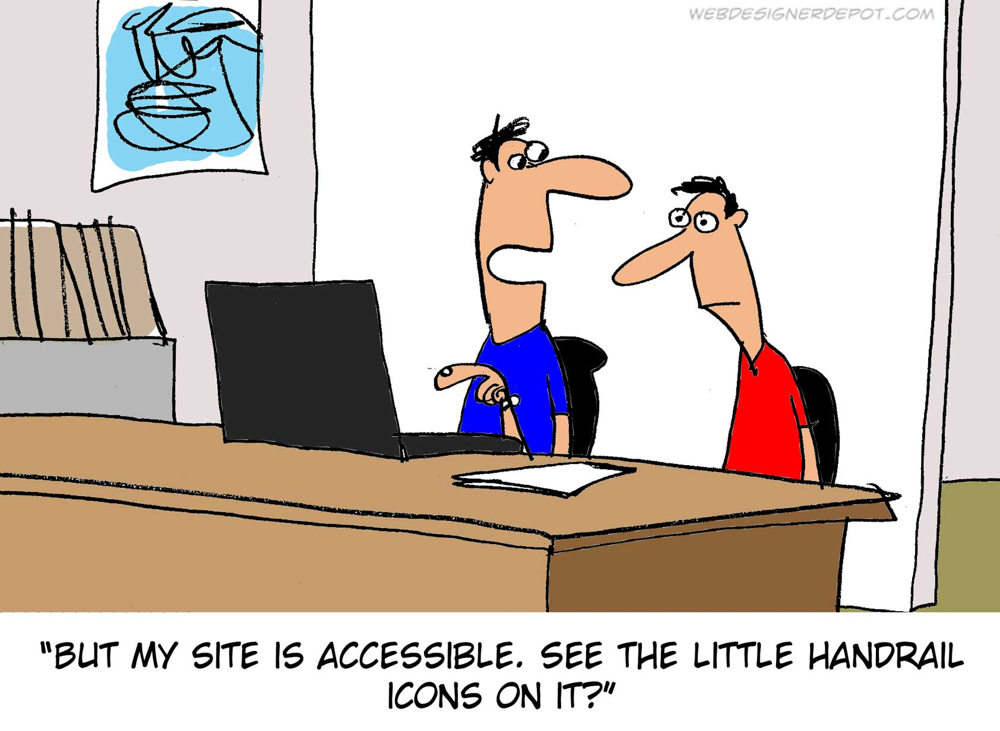 WEBDESIGNERDEPOT.COM
"BUT MY SITE IS ACCESSIBLE. SEE THE LITTLE HANDRAIL
ICONS ON IT?"